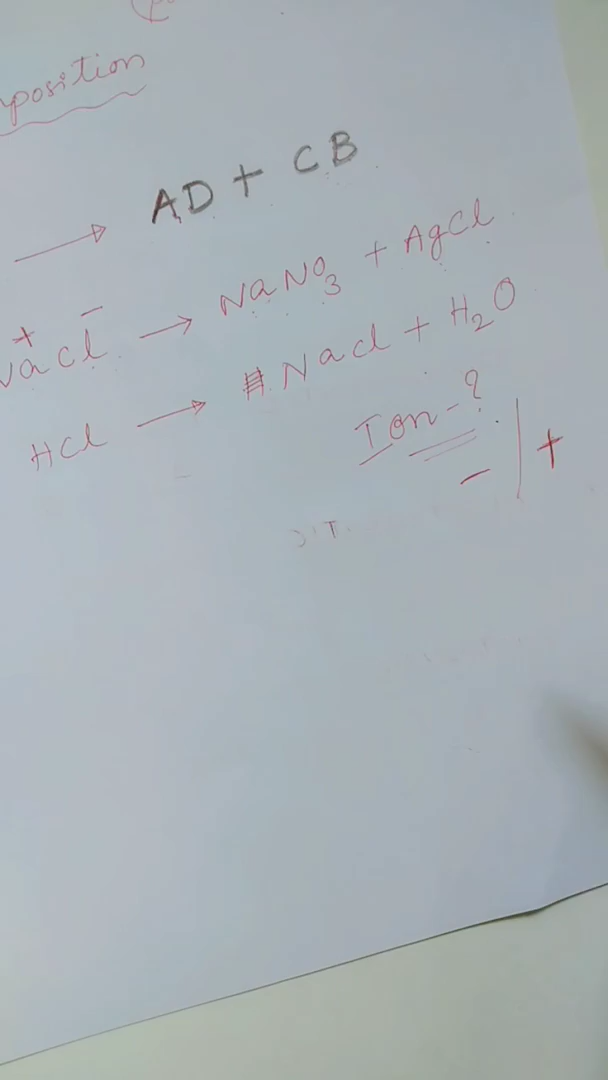 position
→ AD + CB
NaCl → NaNO3 + AgCl
+ -
HCl → NaCl + H2O
Ion-?
- | +